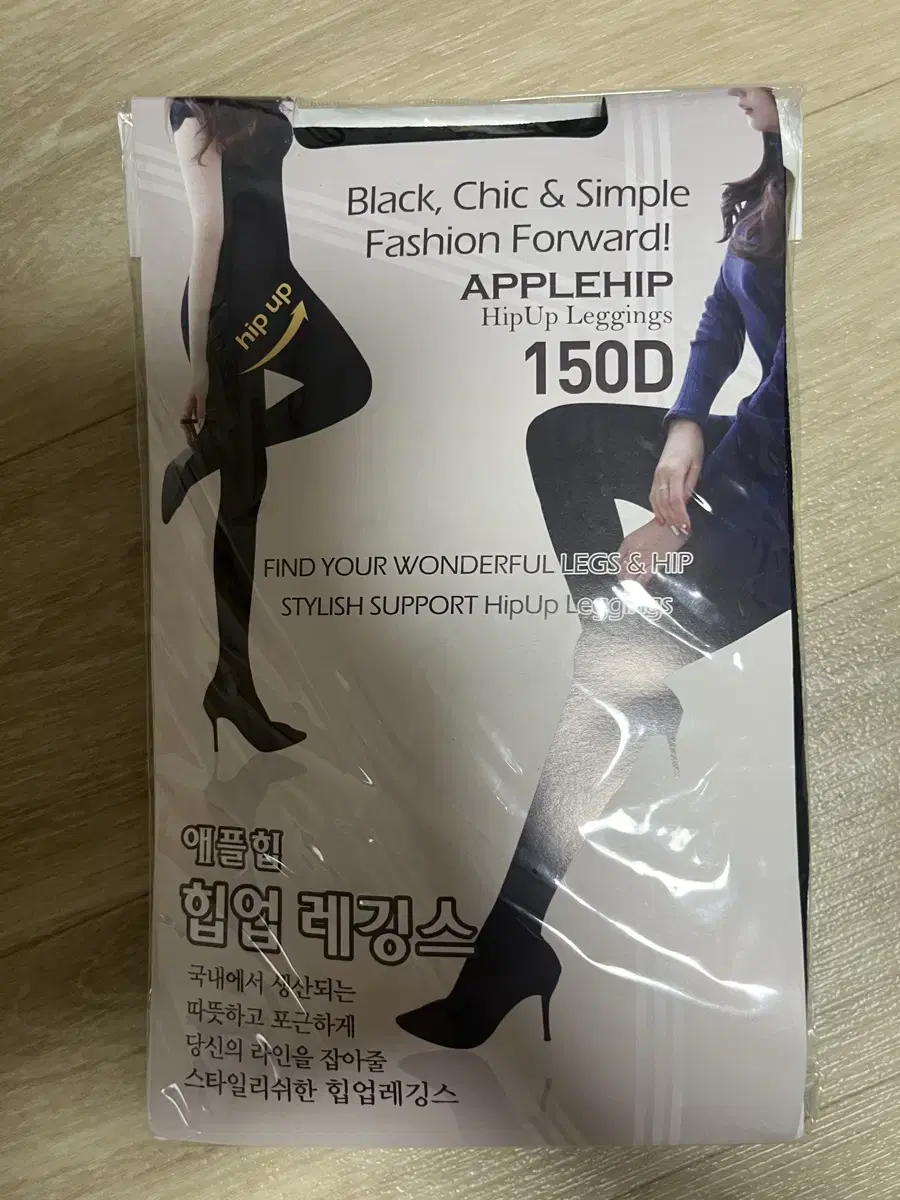 Black, Chic & Simple
Fashion Forward!
APPLEHIP
HipUp Leggings
150D
hip up
FIND YOUR WONDERFUL LEGS & HIP
STYLISH SUPPORT HipUp Leggings
애플힙
힙업 레깅스
국내에서 생산되는
따뜻하고 포근하게
당신의 라인을 잡아줄
스타일리쉬한 힙업레깅스